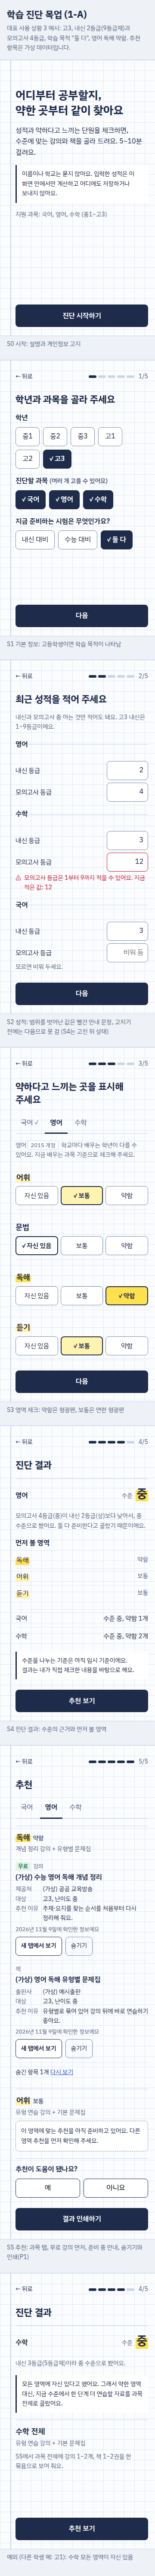 학습 진단 목업 (1-A)
대표 사용 상황 3 예시: 고3, 내신 2등급(9등급제)과
모의고사 4등급, 학습 목적 "둘 다", 영어 독해 약함. 추천
항목은 가상 데이터입니다.
어디부터 공부할지,
약한 곳부터 같이 찾아요
성적과 약하다고 느끼는 단원을 체크하면,
수준에 맞는 강의와 책을 골라 드려요. 5~10분
걸려요.
이름이나 학교는 묻지 않아요. 입력한 성적은 이
화면 안에서만 계산하고 어디에도 저장하거나
보내지 않아요.
지원 과목: 국어, 영어, 수학 (중1~고3)
진단 시작하기
S0 시작: 설명과 개인정보 고지
← 뒤로
1/5
학년과 과목을 골라 주세요
학년
중1
중2
중3
고1
고2
✓ 고3
진단할 과목 (여러 개 고를 수 있어요)
✓ 국어
✓ 영어
✓ 수학
지금 준비하는 시험은 무엇인가요?
내신 대비
수능 대비
✓ 둘 다
다음
S1 기본 정보: 고등학생이면 학습 목적이 나타남
← 뒤로
2/5
최근 성적을 적어 주세요
내신과 모의고사 중 아는 것만 적어도 돼요. 고3 내신은
1~9등급이에요.
영어
내신 등급
2
모의고사 등급
4
수학
내신 등급
3
모의고사 등급
12
⚠ 모의고사 등급은 1부터 9까지 적을 수 있어요. 지금
적은 값: 12
국어
내신 등급
3
모의고사 등급
비워 둠
모르면 비워 두세요.
다음
S2 성적: 범위를 벗어난 값은 빨간 안내 문장, 고치기
전에는 다음으로 못 감 (S4는 고친 뒤 상태)
← 뒤로
3/5
약하다고 느끼는 곳을 표시해
주세요
국어 ✓
영어
수학
영어 2015 개정 학교마다 배우는 학년이 다를 수
있어요. 지금 배우는 과목 기준으로 체크해 주세요.
어휘
자신 있음
✓ 보통
약함
문법
✓ 자신 있음
보통
약함
독해
자신 있음
보통
✓ 약함
듣기
자신 있음
✓ 보통
약함
다음
S3 영역 체크: 약함은 형광펜, 보통은 연한 형광펜
← 뒤로
4/5
진단 결과
영어
수준 중
모의고사 4등급(중)이 내신 2등급(상)보다 낮아서, 중
수준으로 봤어요. 둘 다 준비한다고 골랐기 때문이에요.
먼저 볼 영역
독해
약함
어휘
보통
듣기
보통
국어
수준 중, 약함 1개
수학
수준 중, 약함 2개
수준을 나누는 기준은 아직 임시 기준이에요.
결과는 내가 직접 체크한 내용을 바탕으로 해요.
추천 보기
S4 진단 결과: 수준의 근거와 먼저 볼 영역
← 뒤로
5/5
추천
국어
영어
수학
독해 약함
개념 정리 강의 + 유형별 문제집
무료 강의
(가상) 수능 영어 독해 개념 정리
제공처 (가상) 공공 교육방송
대상 고3, 난이도 중
추천 이유 주제·요지를 찾는 순서를 처음부터 다시
정리해 줘요.
2026년 11월 9일에 확인한 정보예요
새 탭에서 보기
숨기기
책
(가상) 영어 독해 유형별 문제집
출판사 (가상) 예시출판
대상 고3, 난이도 중
추천 이유 유형별로 묶여 있어 강의 뒤에 바로 연습하기
좋아요.
2026년 11월 9일에 확인한 정보예요
새 탭에서 보기
숨기기
숨긴 항목 1개 다시 보기
어휘 보통
유형 연습 강의 + 기본 문제집
이 영역에 맞는 추천을 아직 준비하고 있어요. 다른
영역 추천을 먼저 확인해 주세요.
추천이 도움이 됐나요?
예
아니요
결과 인쇄하기
S5 추천: 과목 탭, 무료 강의 먼저, 준비 중 안내, 숨기기와
인쇄(P1)
← 뒤로
4/5
진단 결과
수학
수준 중
내신 3등급(5등급제)이라 중 수준으로 봤어요.
모든 영역에 자신 있다고 했어요. 그래서 약한 영역
대신, 지금 수준에서 한 단계 더 연습할 자료를 과목
전체로 골랐어요.
수학 전체
유형 연습 강의 + 기본 문제집
S5에서 과목 전체에 강의 1~2개, 책 1~2권을 한
묶음으로 보여 줘요.
추천 보기
예외 (다른 학생 예: 고1): 수학 모든 영역이 자신 있음